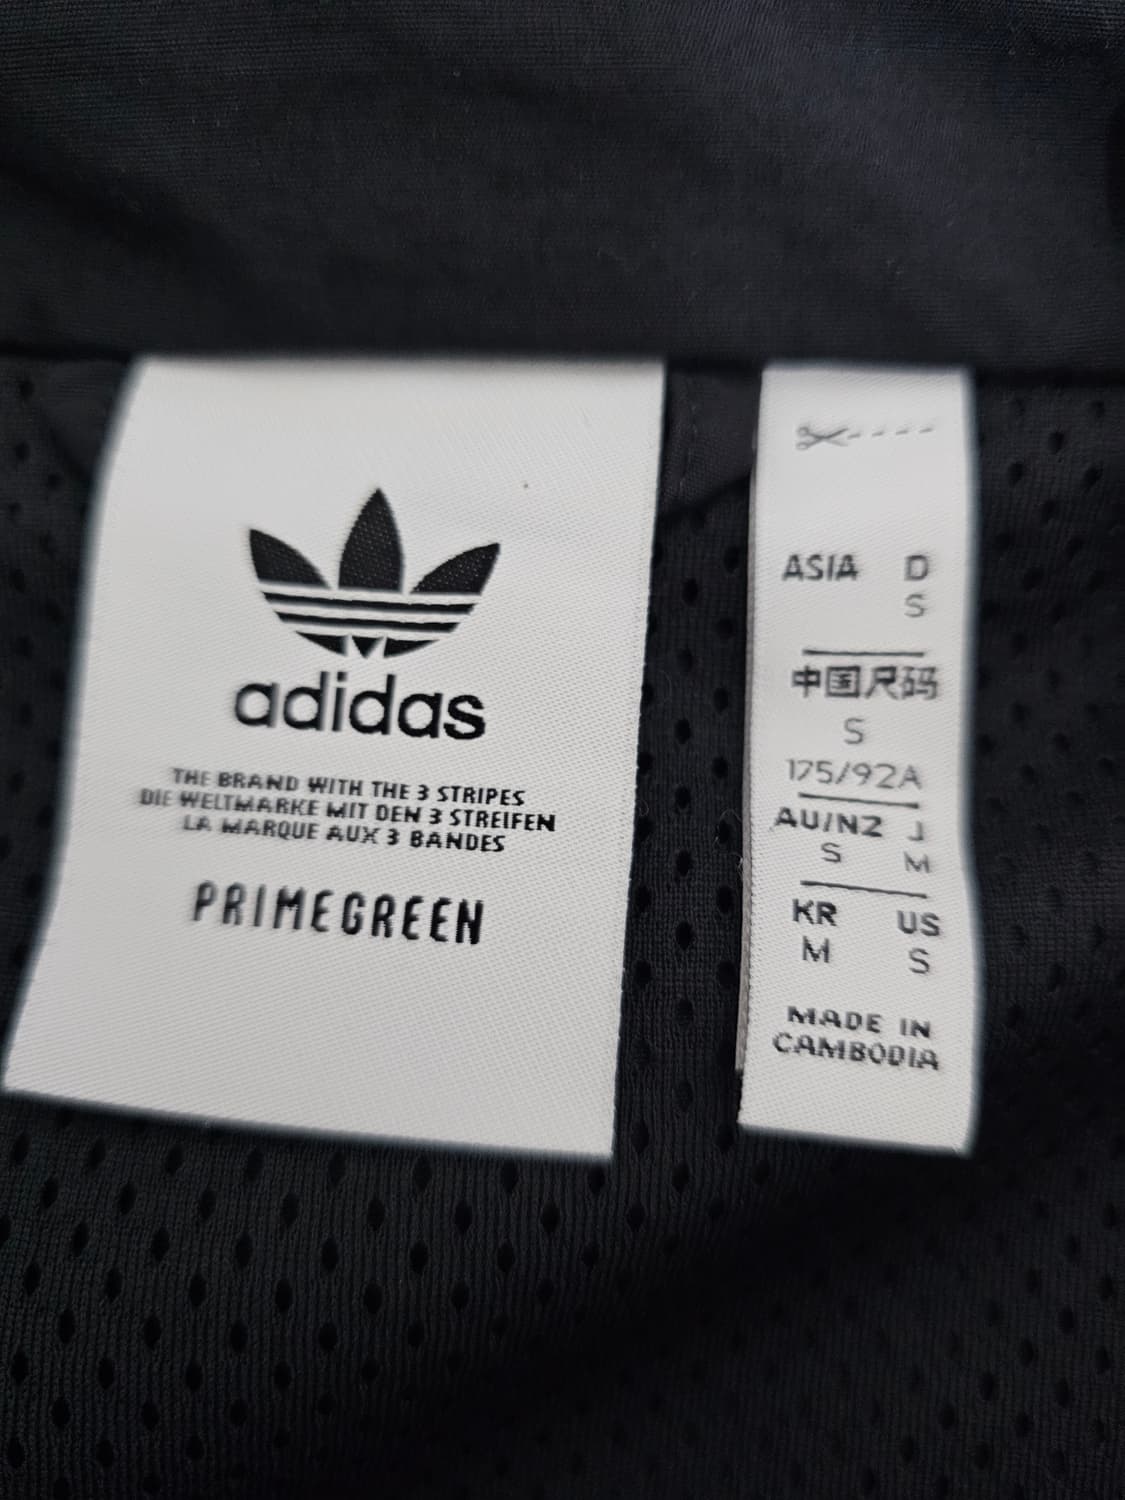 adidas
THE BRAND WITH THE 3 STRIPES
DIE WELTMARKE MIT DEN 3 STREIFEN
LA MARQUE AUX 3 BANDES
PRIMEGREEN
ASIA D
S
中国尺码
S
175/92A
AU/NZ J
S M
KR US
M S
MADE IN
CAMBODIA